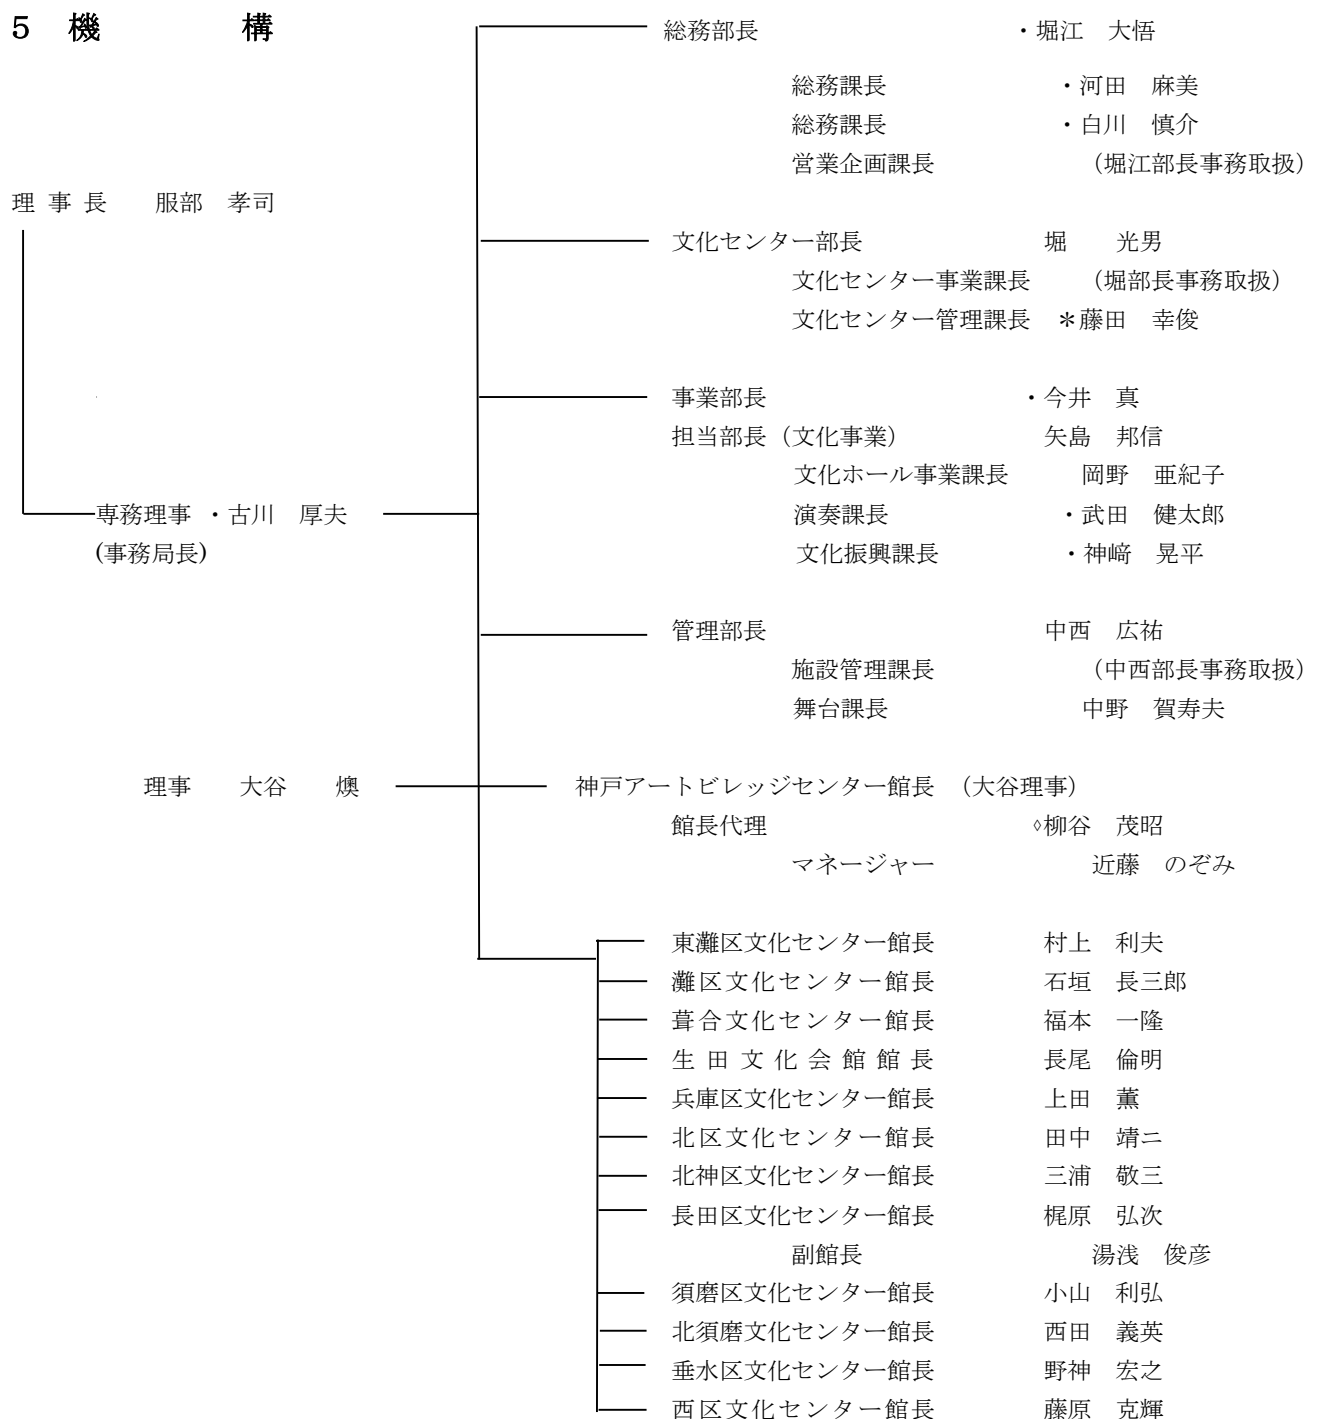 5 機 構
総務部長 ・堀江 大悟
総務課長 ・河田 麻美
総務課長 ・白川 慎介
営業企画課長 （堀江部長事務取扱）
理 事 長 服部 孝司
文化センター部長 堀 光男
文化センター事業課長 （堀部長事務取扱）
文化センター管理課長 ＊藤田 幸俊
事業部長 ・今井 真
担当部長（文化事業） 矢島 邦信
文化ホール事業課長 岡野 亜紀子
専務理事 ・古川 厚夫
演奏課長 ・武田 健太郎
(事務局長)
文化振興課長 ・神﨑 晃平
管理部長 中西 広祐
施設管理課長 （中西部長事務取扱）
舞台課長 中野 賀寿夫
理事 大谷 燠
神戸アートビレッジセンター館長 （大谷理事）
館長代理 ◊柳谷 茂昭
マネージャー 近藤 のぞみ
東灘区文化センター館長 村上 利夫
灘区文化センター館長 石垣 長三郎
葺合文化センター館長 福本 一隆
生 田 文 化 会 館 館 長 長尾 倫明
兵庫区文化センター館長 上田 薫
北区文化センター館長 田中 靖二
北神区文化センター館長 三浦 敬三
長田区文化センター館長 梶原 弘次
副館長 湯浅 俊彦
須磨区文化センター館長 小山 利弘
北須磨文化センター館長 西田 義英
垂水区文化センター館長 野神 宏之
西区文化センター館長 藤原 克輝